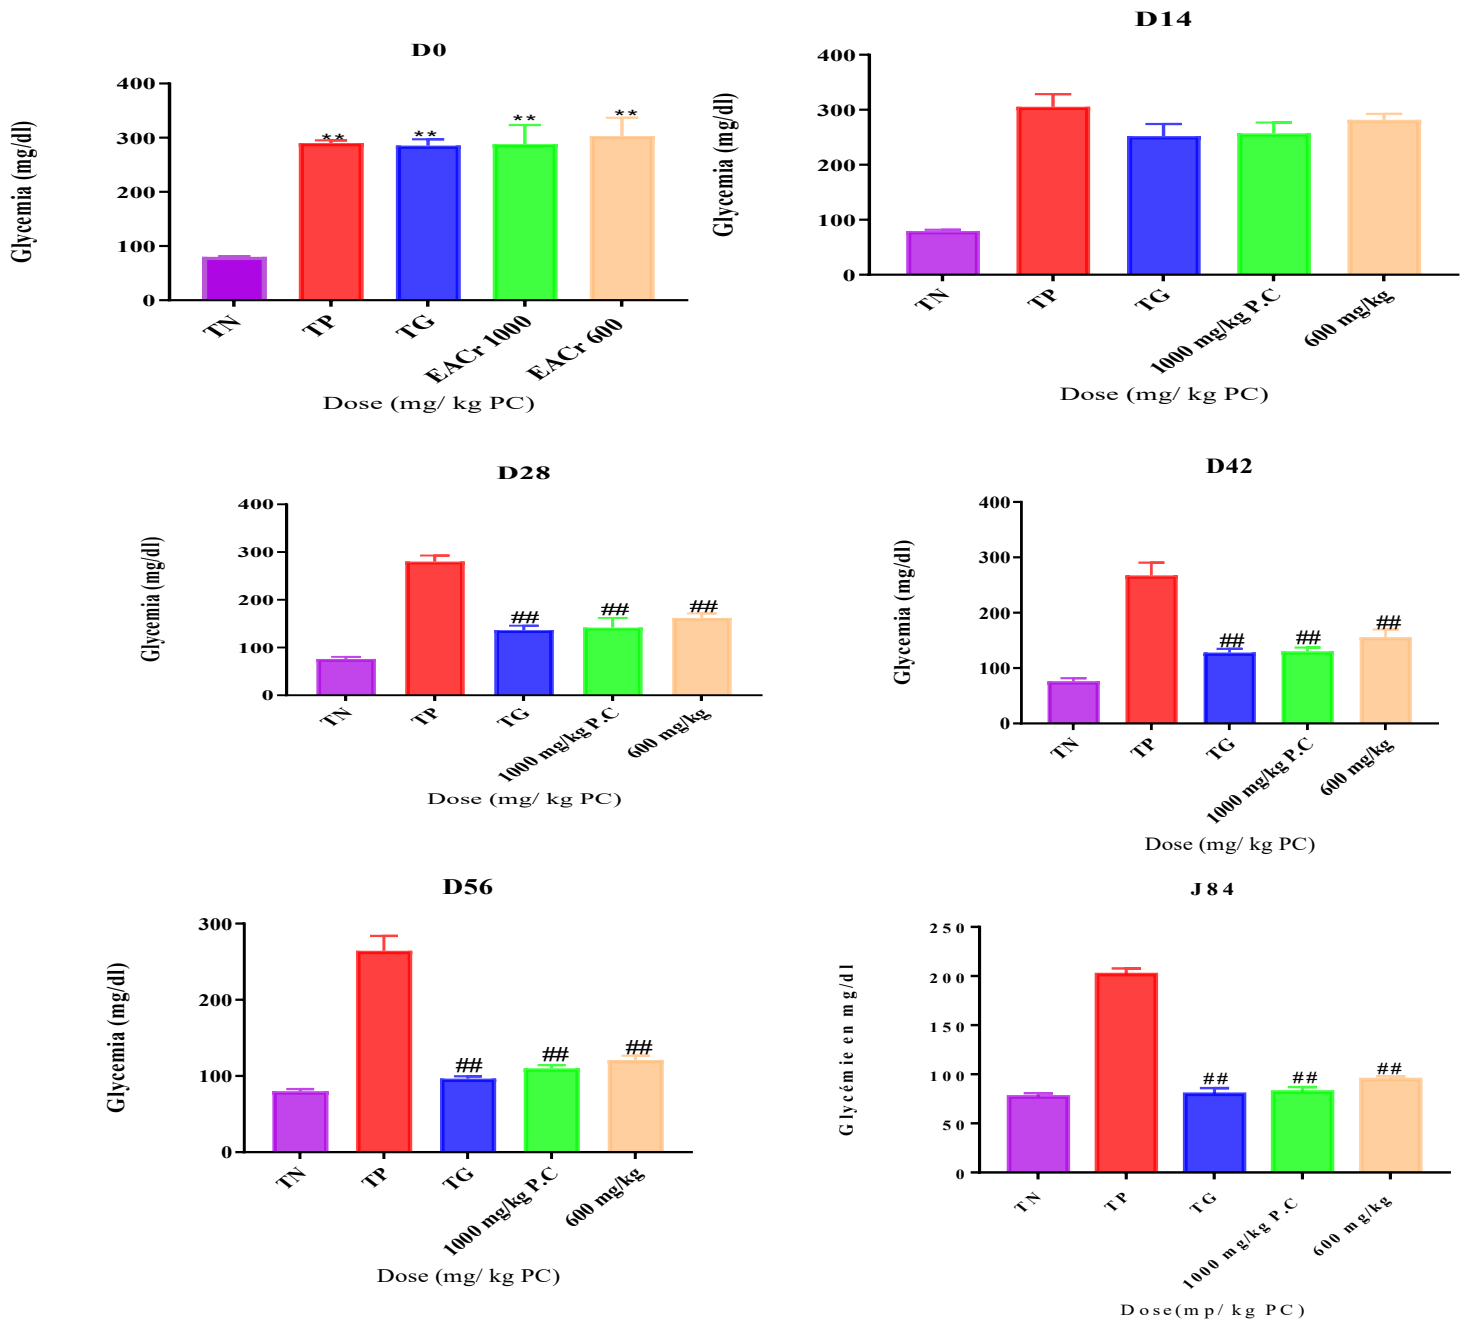 D0
Glycemia (mg/dl)
400
300
200
100
0
**
**
**
**
TN
TP
TG
EACr 1000
EACr 600
Dose (mg/ kg PC)
D14
Glycemia (mg/dl)
400
300
200
100
0
TN
TP
TG
1000 mg/kg P.C
600 mg/kg
Dose (mg/ kg PC)
D28
Glycemia (mg/dl)
400
300
200
100
0
##
##
##
TN
TP
TG
1000 mg/kg P.C
600 mg/kg
Dose (mg/ kg PC)
D42
Glycemia (mg/dl)
400
300
200
100
0
##
##
##
TN
TP
TG
1000 mg/kg P.C
600 mg/kg
Dose (mg/ kg PC)
D56
Glycemia (mg/dl)
300
200
100
0
##
##
##
TN
TP
TG
1000 mg/kg P.C
600 mg/kg
Dose (mg/ kg PC)
J84
Glycémie en mg/dl
250
200
150
100
50
0
##
##
##
TN
TP
TG
1000 mg/kg P.C
600 mg/kg
Dose(mp/ kg PC)